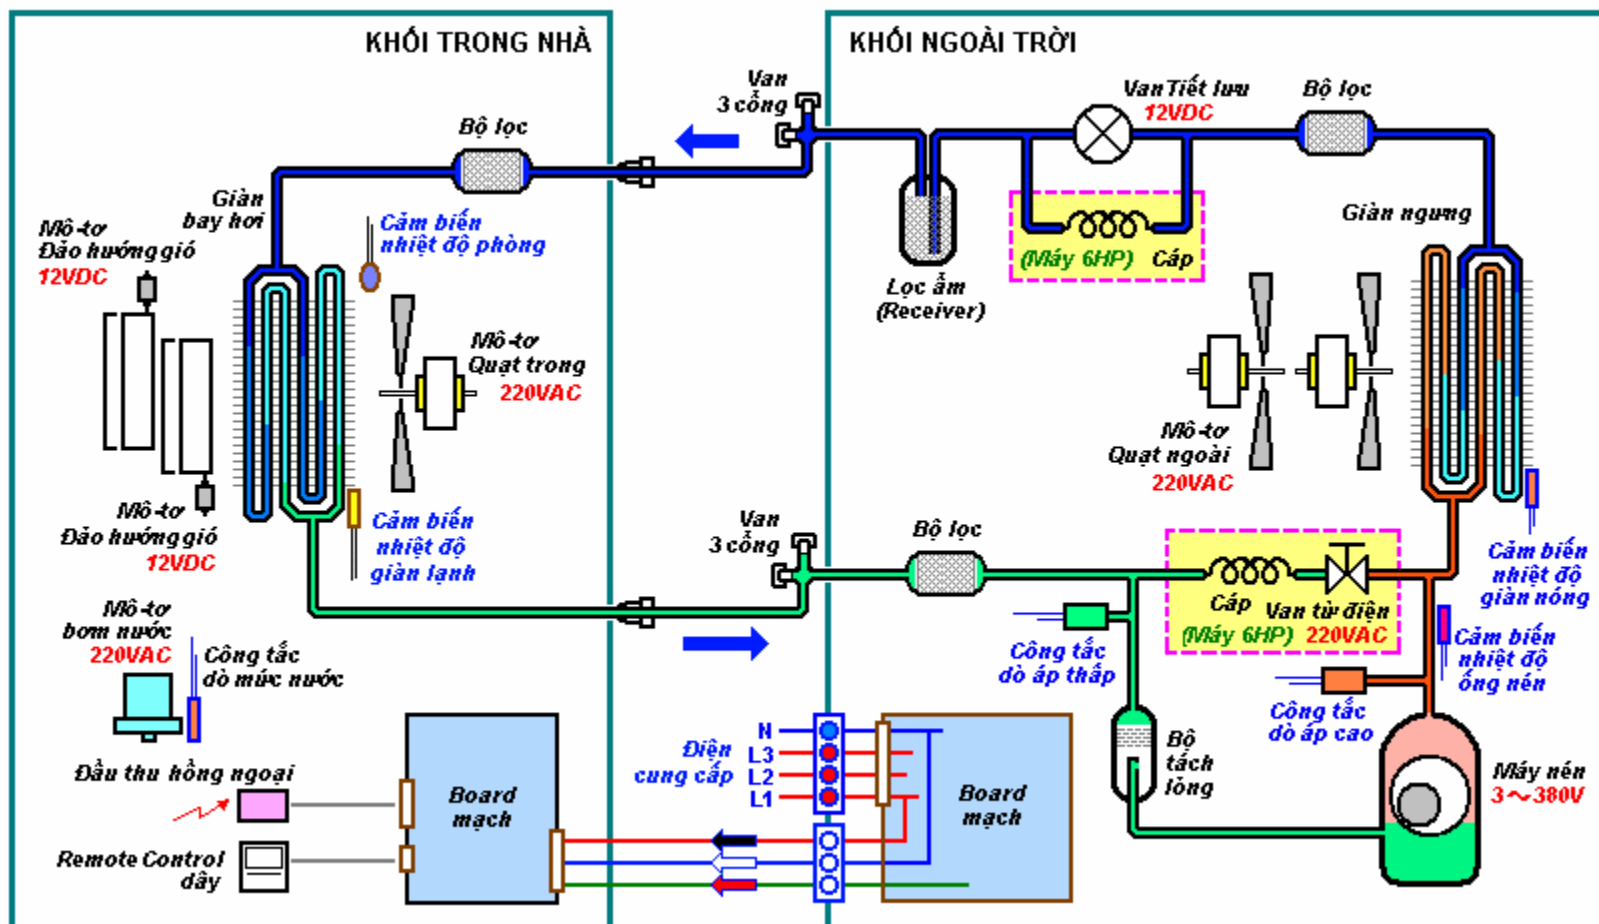 KHỐI TRONG NHÀ
KHỐI NGOÀI TRỜI
Van
3 cổng
Bộ lọc
Giàn
bay hơi
Mô-tơ
Đảo hướng gió
12VDC
Cảm biến
nhiệt độ phòng
Mô-tơ
Quạt trong
220VAC
Mô-tơ
Đảo hướng gió
12VDC
Cảm biến
nhiệt độ
giàn lạnh
Mô-tơ
bơm nước
220VAC
Công tắc
dò mức nước
Đầu thu hồng ngoại
Remote Control
dây
Board
mạch
Van Tiết lưu
12VDC
Bộ lọc
Lọc ẩm
(Receiver)
(Máy 6HP) Cáp
Giàn ngưng
Mô-tơ
Quạt ngoài
220VAC
Van
3 cổng
Bộ lọc
Cáp Van từ điện
(Máy 6HP) 220VAC
Cảm biến
nhiệt độ
giàn nóng
Công tắc
dò áp thấp
Cảm biến
nhiệt độ
ống nén
Công tắc
dò áp cao
Bộ
tách
lỏng
Máy nén
3~380V
Điện
cung cấp
N
L3
L2
L1
Board
mạch